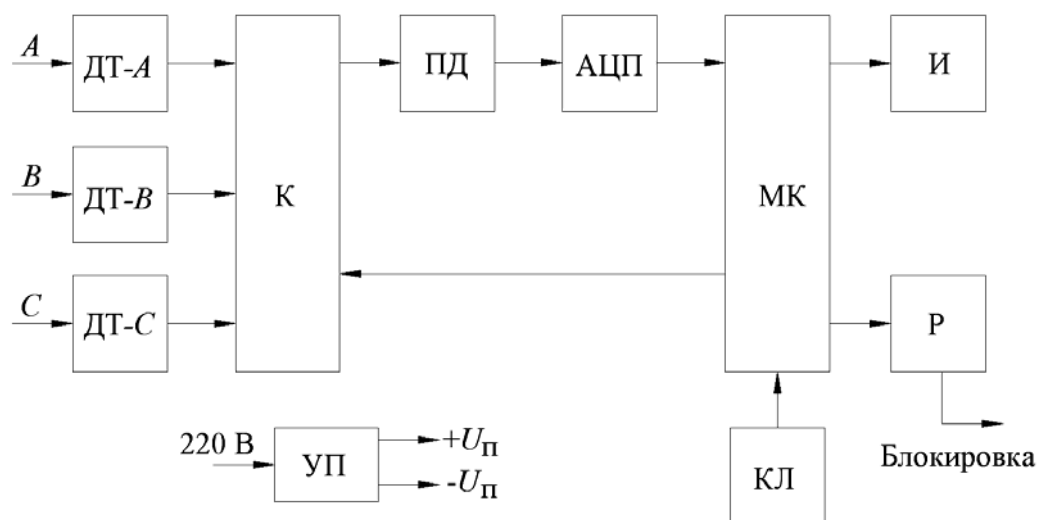 A
ДТ-A
ПД
АЦП
И
B
ДТ-B
К
МК
C
ДТ-C
Р
220 В
УП
+Uп
-Uп
КЛ
Блокировка